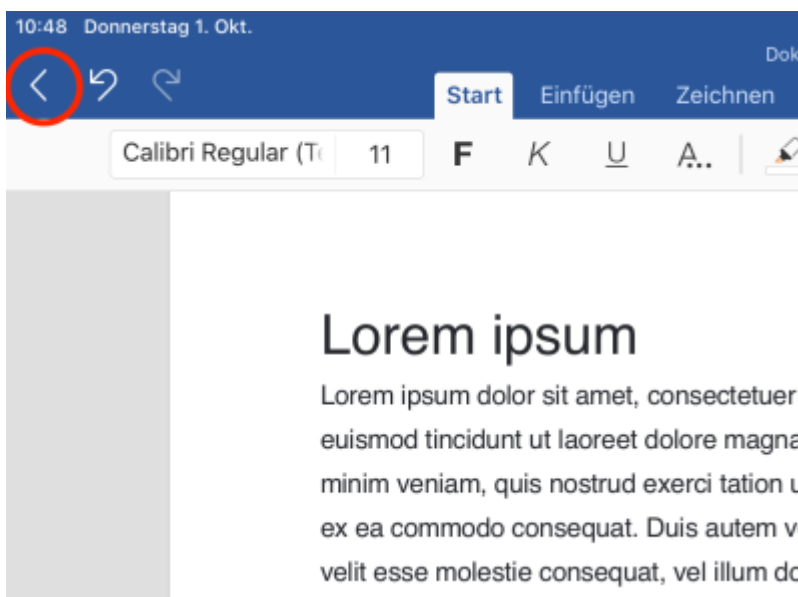 10:48 Donnerstag 1. Okt.
Start Einfügen Zeichnen
Calibri Regular 11 F K U A..
Lorem ipsum
Lorem ipsum dolor sit amet, consectetuer
euismod tincidunt ut laoreet dolore magna
minim veniam, quis nostrud exerci tation
ex ea commodo consequat. Duis autem
velit esse molestie consequat, vel illum